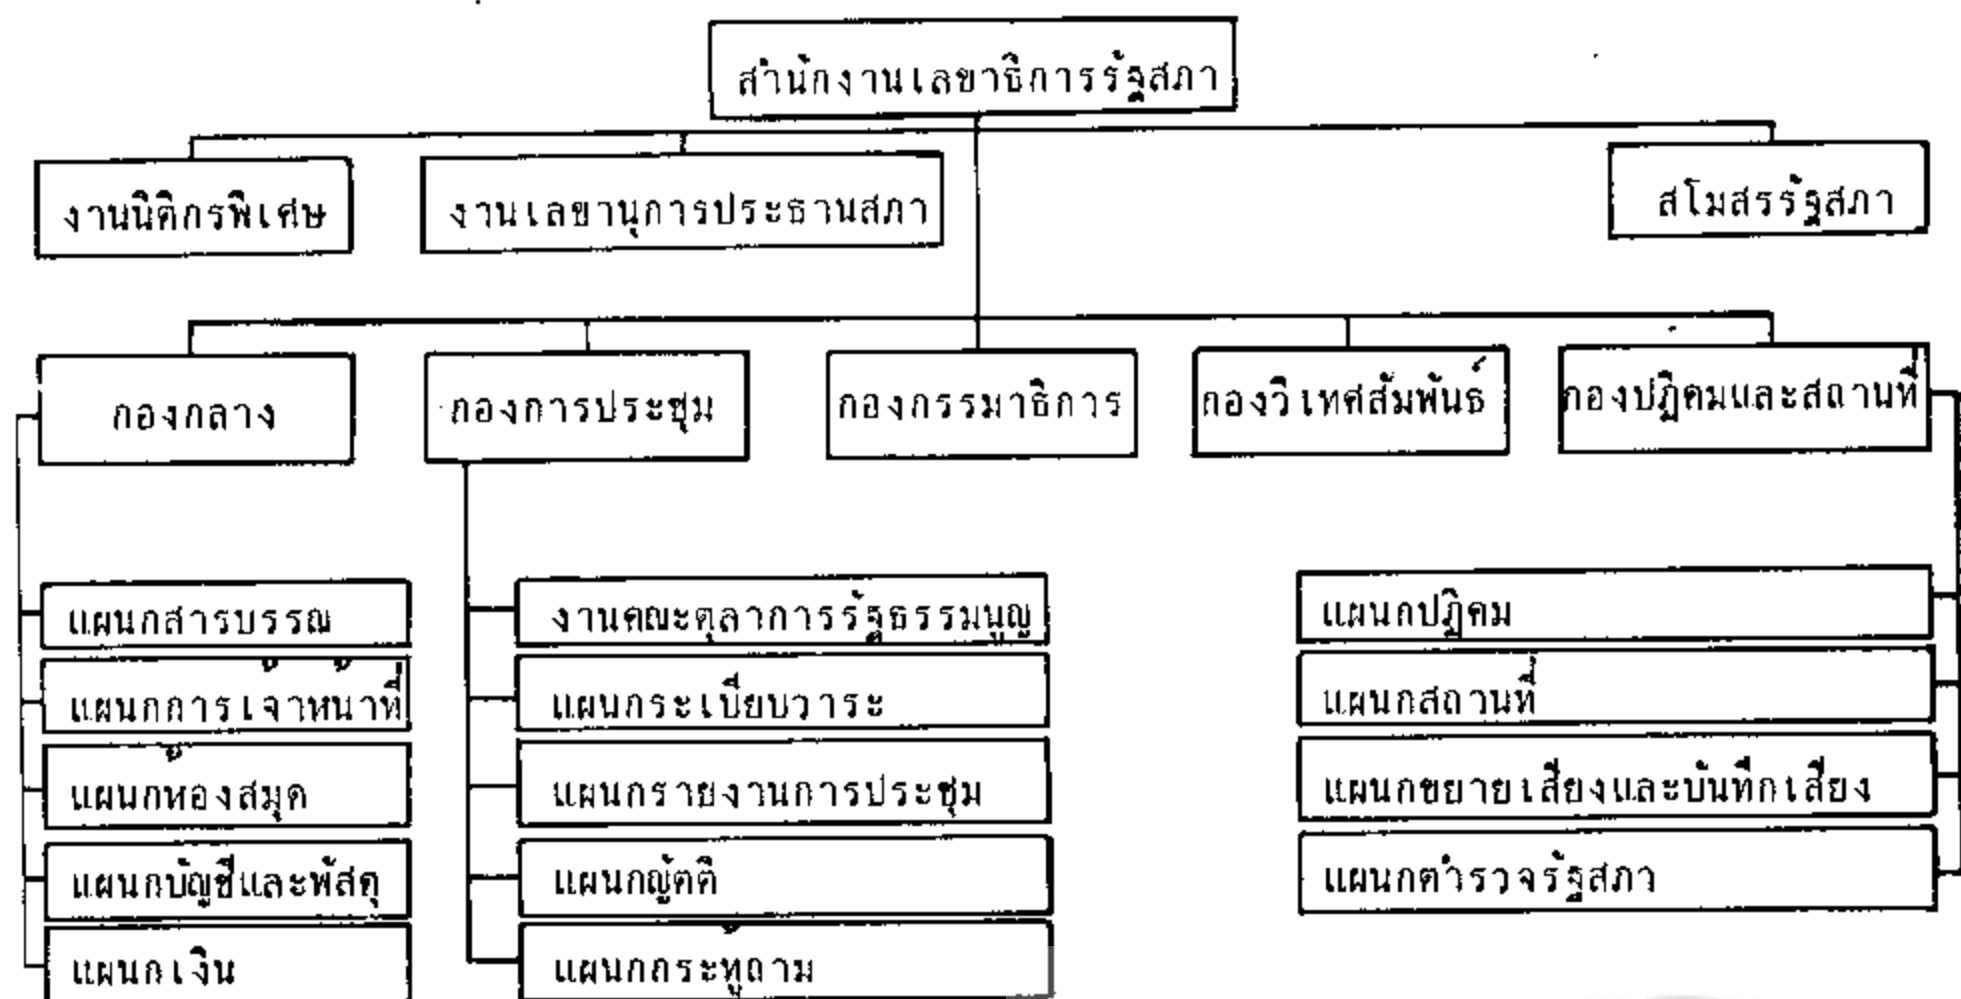 สำนักงานเลขาธิการรัฐสภา
งานนิติกรพิเศษ
งานเลขานุการประธานสภา
สโมสรรัฐสภา
กองกลาง
กองการประชุม
กองกรรมาธิการ
กองวิเทศสัมพันธ์
กองปฏิคมและสถานที่
แผนกสารบรรณ
แผนกการเจ้าหน้าที่
แผนกห้องสมุด
แผนกบัญชีและพัสดุ
แผนกเงิน
งานคณะตุลาการรัฐธรรมนูญ
แผนกระเบียบวาระ
แผนกรายงานการประชุม
แผนกญัตติ
แผนกกระทู้ถาม
แผนกปฏิคม
แผนกสถานที่
แผนกขยายเสียงและบันทึกเสียง
แผนกตำรวจรัฐสภา